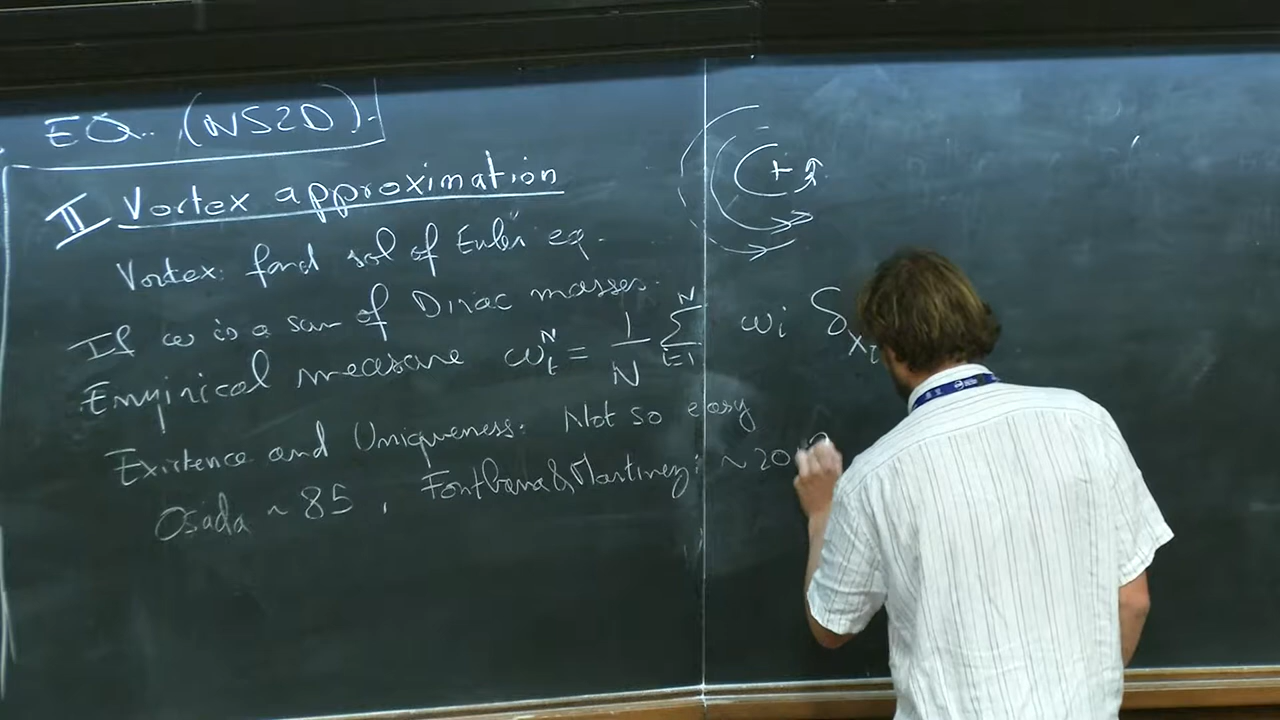 EQ. (NS2D).
II Vortex approximation
Vortex: fond sol of Euler eq.
If ω is a sum of Dirac masses.
Empirical measure ω_t^N = 1/N Σ_{i=1}^N ω_i δ_{X_i
Existence and Uniqueness. Not so easy
Osada ~ 85, Fontbona & Martinez: ~ 20